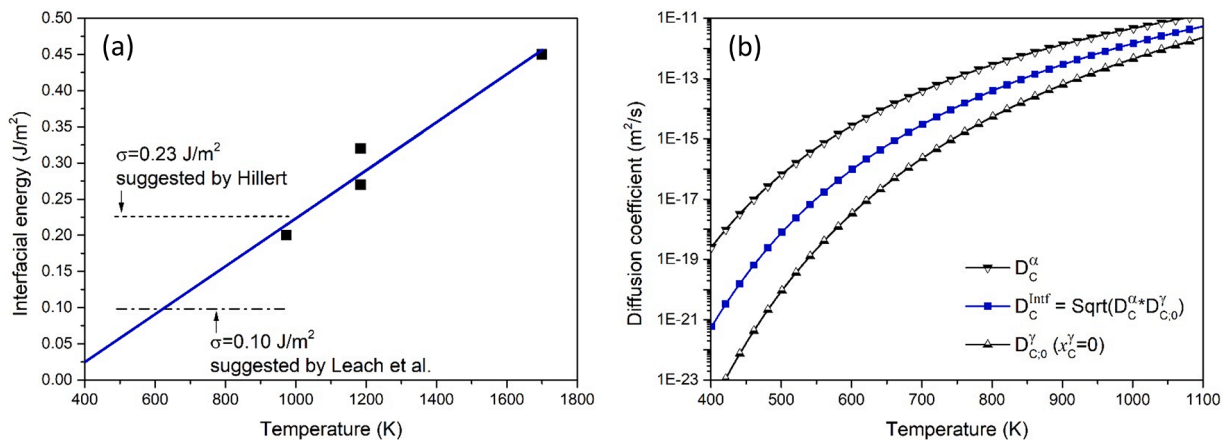 (a)
0.50
0.45
0.40
0.35
0.30
0.25
0.20
0.15
0.10
0.05
0.00
Interfacial energy (J/m²)
σ=0.23 J/m²
suggested by Hillert
σ=0.10 J/m²
suggested by Leach et al.
400 600 800 1000 1200 1400 1600 1800
Temperature (K)
(b)
1E-11
1E-13
1E-15
1E-17
1E-19
1E-21
1E-23
Diffusion coefficient (m²/s)
D_C^α
D_C^Intf = Sqrt(D_C^α*D_C;0^γ)
D_C;0^γ (x_C^γ=0)
400 500 600 700 800 900 1000 1100
Temperature (K)